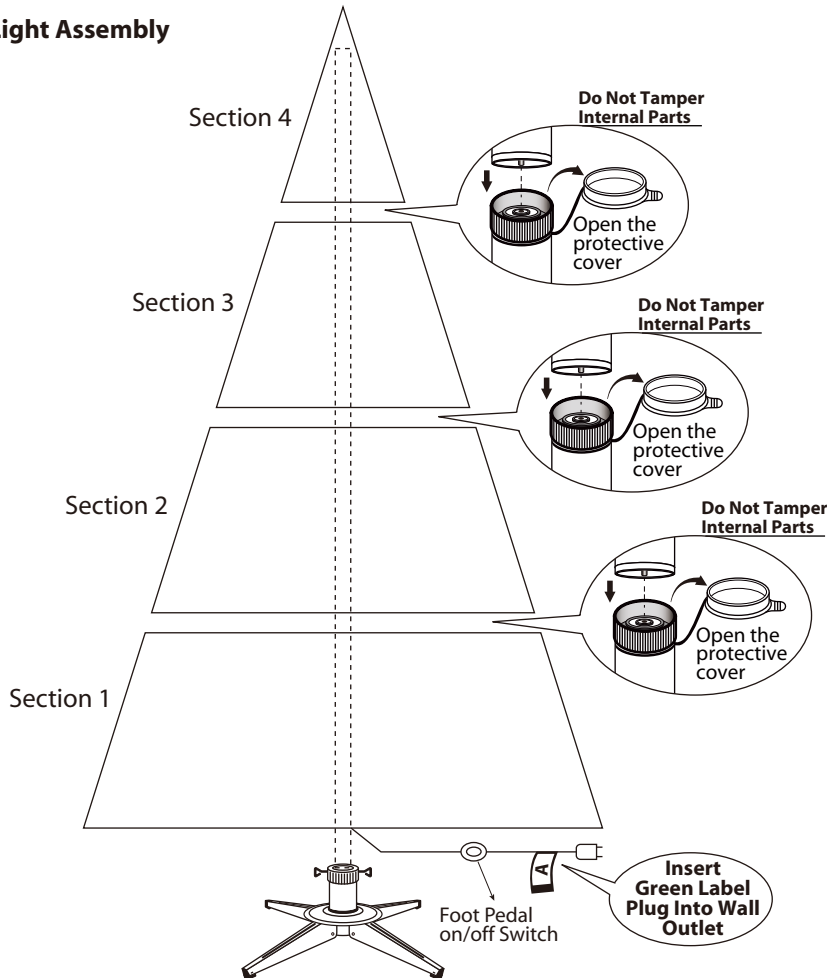 Light Assembly
Section 4
Do Not Tamper
Internal Parts
Open the
protective
cover
Section 3
Do Not Tamper
Internal Parts
Open the
protective
cover
Section 2
Do Not Tamper
Internal Parts
Open the
protective
cover
Section 1
A
Insert
Green Label
Plug Into Wall
Outlet
Foot Pedal
on/off Switch